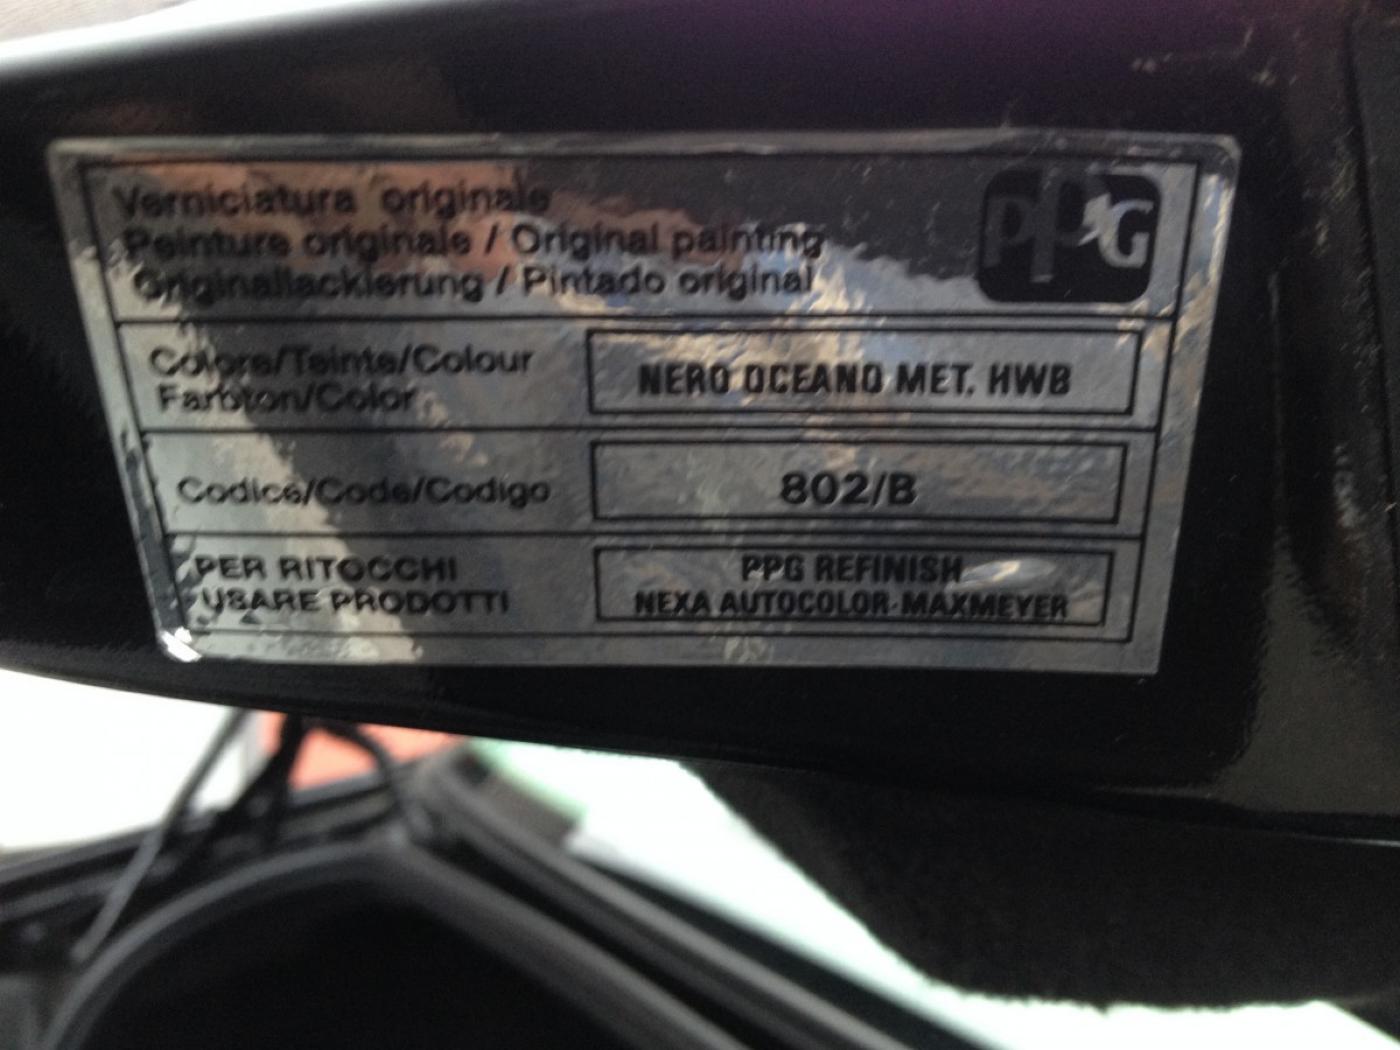 Verniciatura originale
Peinture originale / Original painting
Originallackierung / Pintado original
PPG
Colore/Teinte/Colour
Farbton/Color
NERO OCEANO MET. HWB
Codice/Code/Codigo
802/B
PER RITOCCHI
USARE PRODOTTI
PPG REFINISH
NEXA AUTOCOLOR-MAXMEYER